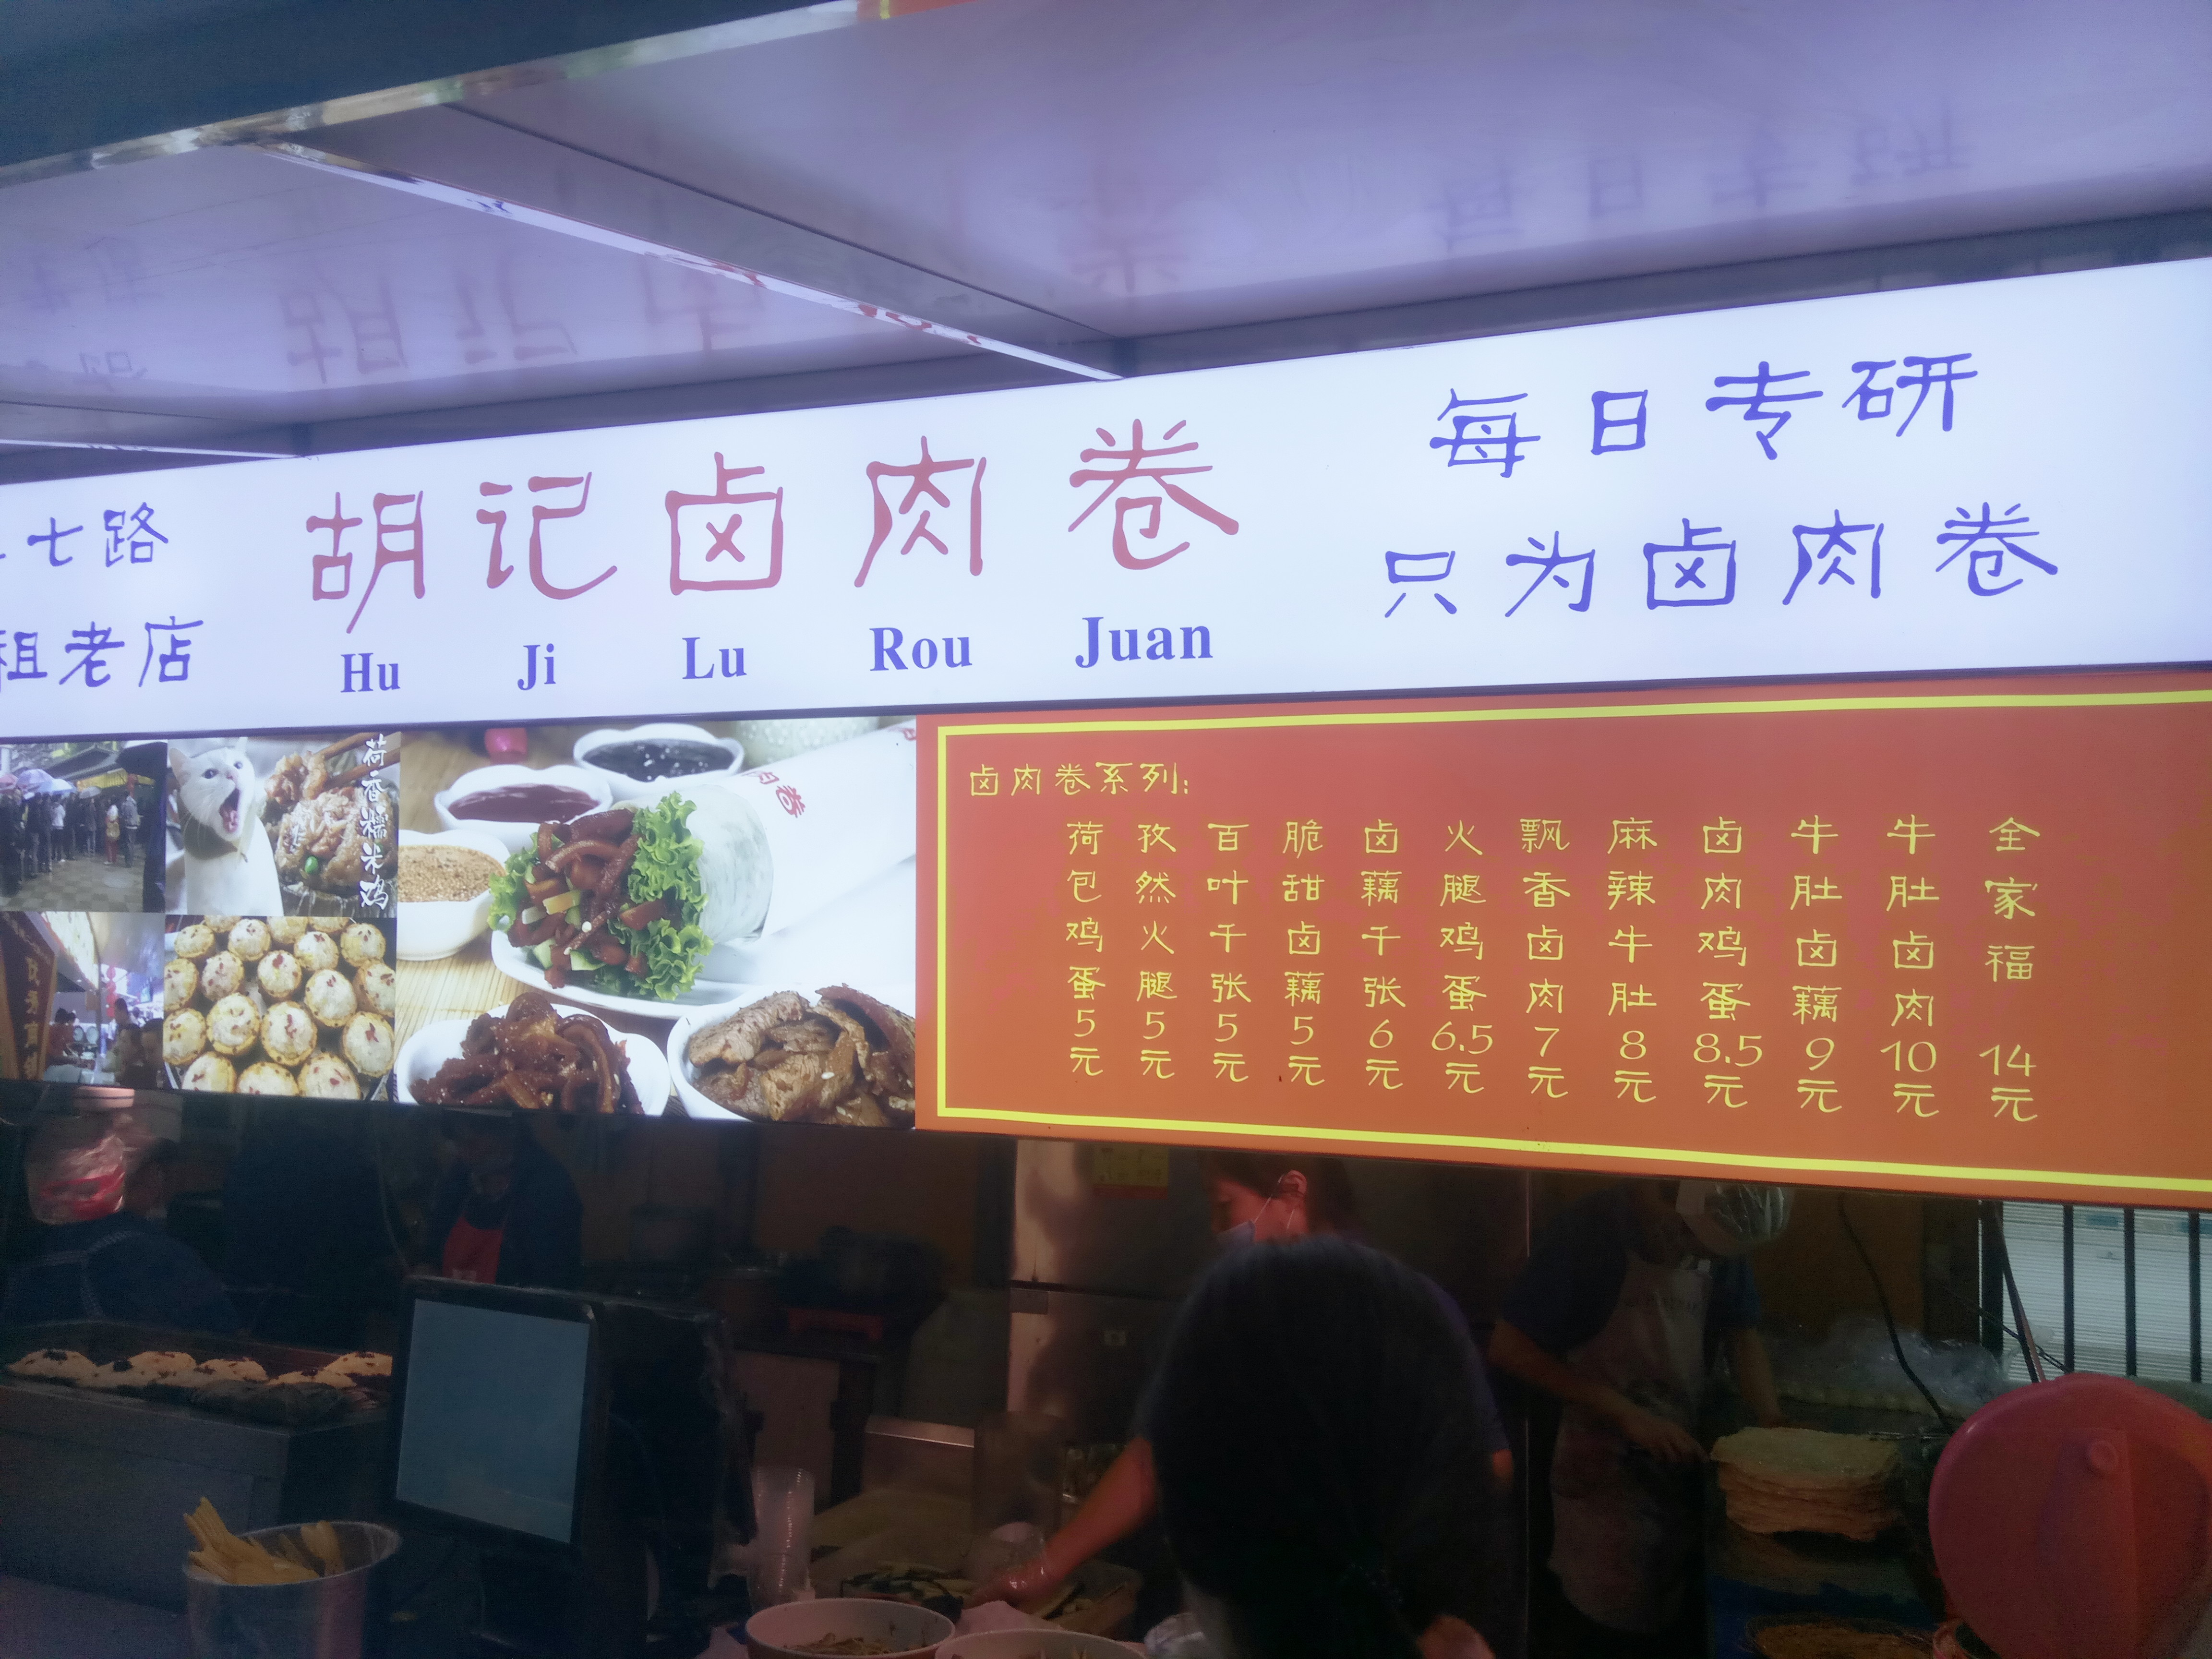 七路
祖老店
胡记卤肉卷
Hu Ji Lu Rou Juan
每日专研
只为卤肉卷
荷香糯米鸡
肉卷
卤肉卷系列:
荷包鸡蛋5元
孜然火腿5元
百叶千张5元
脆甜卤藕5元
卤藕千张6元
火腿鸡蛋6.5元
飘香卤肉7元
麻辣牛肚8元
卤肉鸡蛋8.5元
牛肚卤藕9元
牛肚卤肉10元
全家福14元